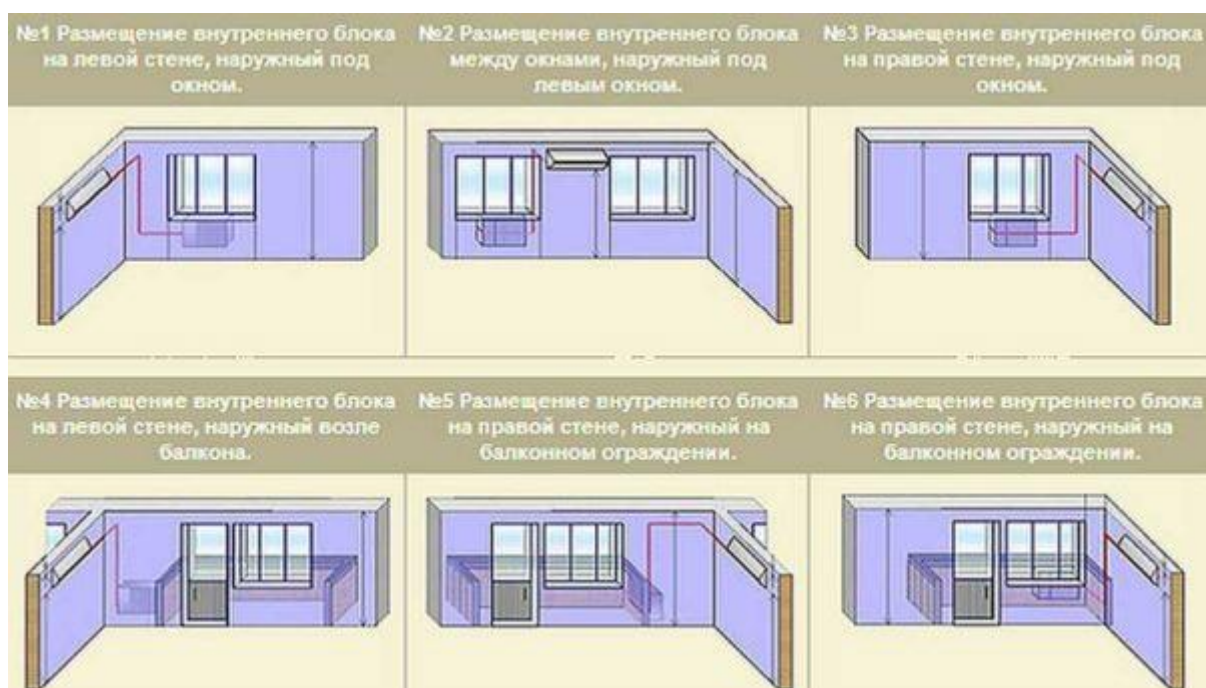 №1 Размещение внутреннего блока
на левой стене, наружный под
окном.
№2 Размещение внутреннего блока
между окнами, наружный под
левым окном.
№3 Размещение внутреннего блока
на правой стене, наружный под
окном.
№4 Размещение внутреннего блока
на левой стене, наружный возле
балкона.
№5 Размещение внутреннего блока
на правой стене, наружный на
балконном ограждении.
№6 Размещение внутреннего блока
на правой стене, наружный на
балконном ограждении.